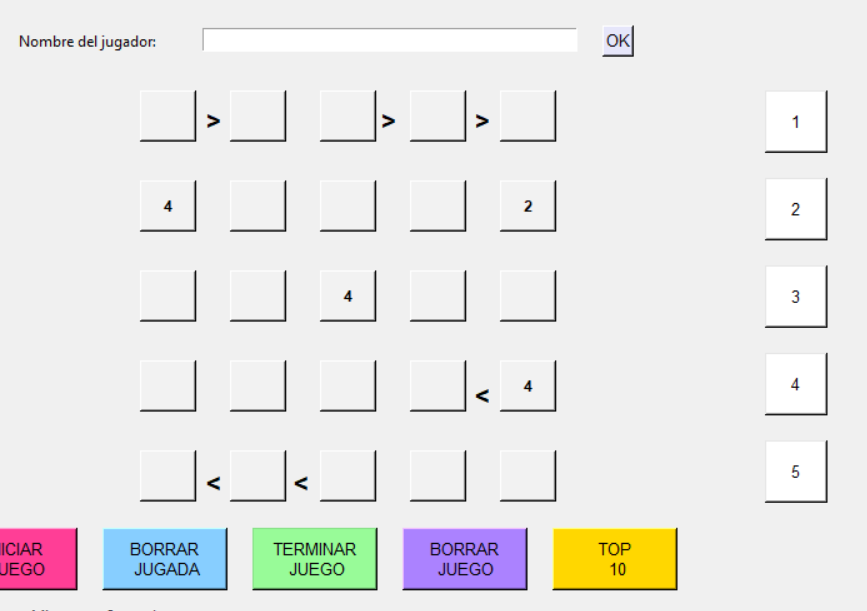 Nombre del jugador: OK
> > > 1
4 2 2
4 3
< 4 4
< < 5
ICIAR BORRAR TERMINAR BORRAR TOP
JUEGO JUGADA JUEGO JUEGO 10